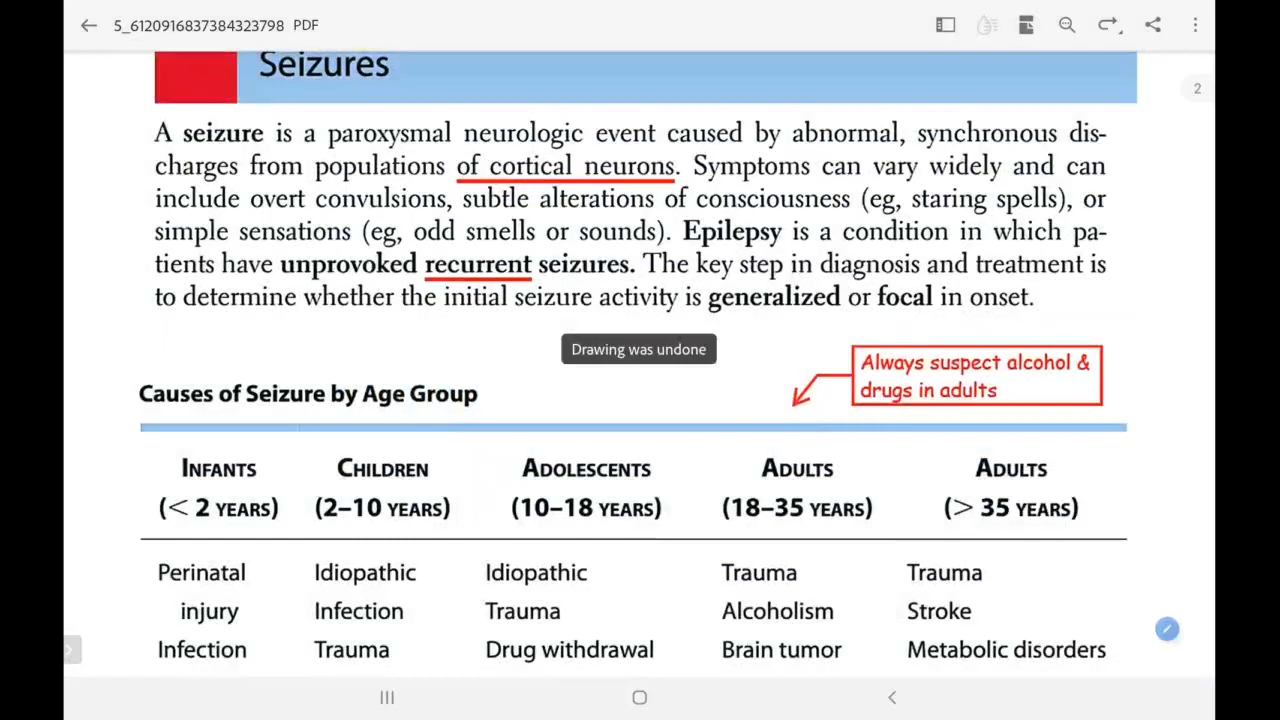 5_6120916837384323798 PDF
Seizures
2
A seizure is a paroxysmal neurologic event caused by abnormal, synchronous dis-
charges from populations of cortical neurons. Symptoms can vary widely and can
include overt convulsions, subtle alterations of consciousness (eg, staring spells), or
simple sensations (eg, odd smells or sounds). Epilepsy is a condition in which pa-
tients have unprovoked recurrent seizures. The key step in diagnosis and treatment is
to determine whether the initial seizure activity is generalized or focal in onset.
Drawing was undone
Always suspect alcohol &
drugs in adults
Causes of Seizure by Age Group
INFANTS CHILDREN ADOLESCENTS ADULTS ADULTS
(< 2 YEARS) (2–10 YEARS) (10–18 YEARS) (18–35 YEARS) (> 35 YEARS)
Perinatal Idiopathic Idiopathic Trauma Trauma
injury Infection Trauma Alcoholism Stroke
Infection Trauma Drug withdrawal Brain tumor Metabolic disorders